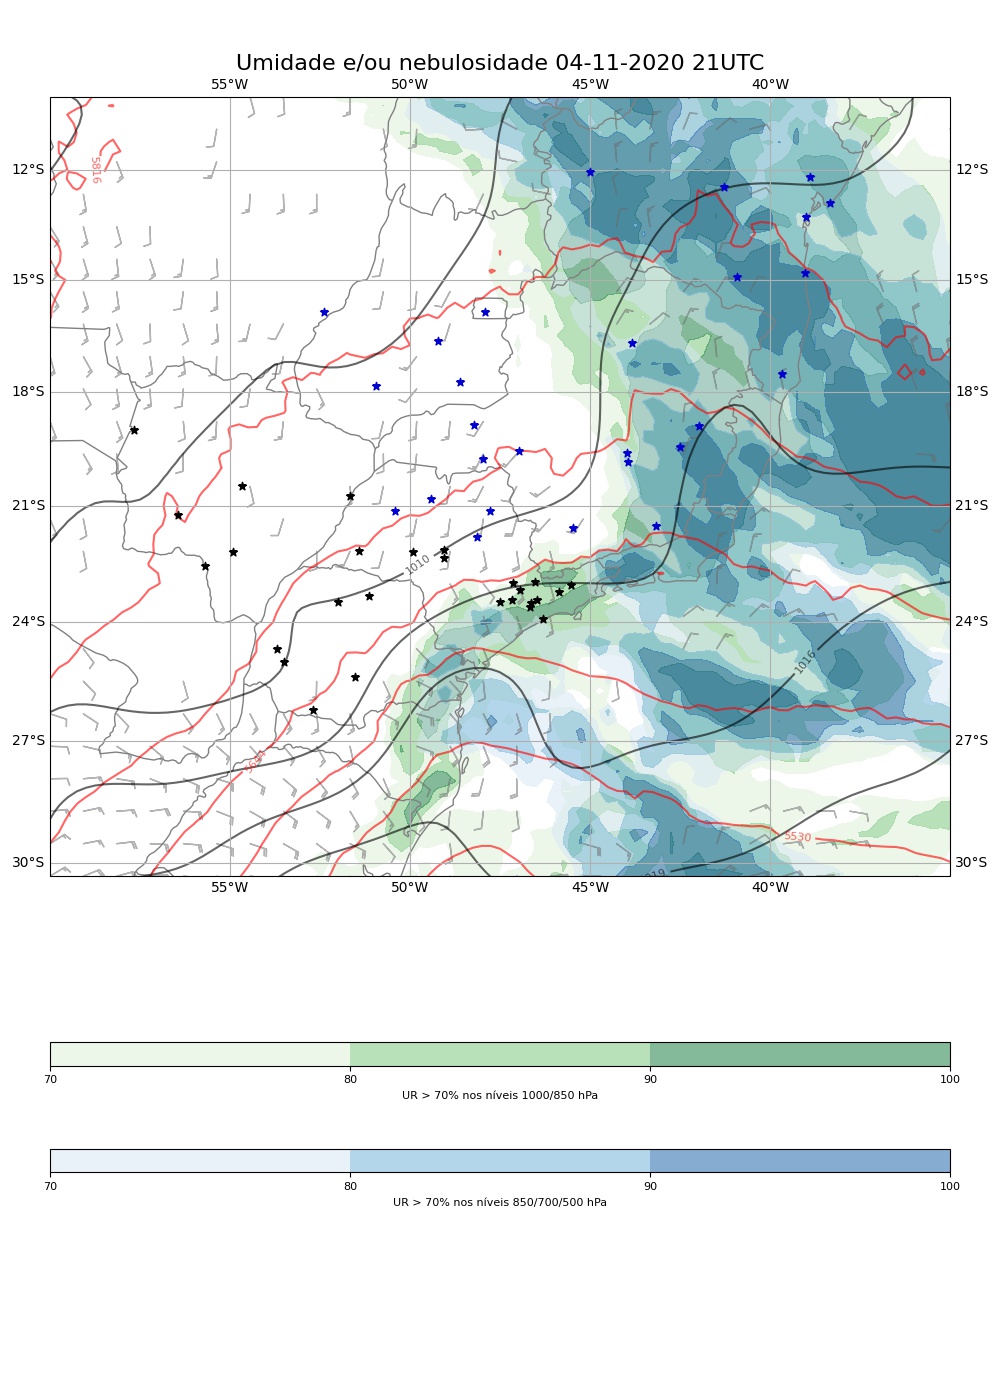 Umidade e/ou nebulosidade 04-11-2020 21UTC
55°W 50°W 45°W 40°W
5816
12°S 12°S
15°S 15°S
18°S 18°S
21°S 21°S
1010
24°S 24°S
1016
27°S 27°S
5530
30°S 30°S
55°W 50°W 45°W 40°W
70 80 90 100
UR > 70% nos níveis 1000/850 hPa
70 80 90 100
UR > 70% nos níveis 850/700/500 hPa